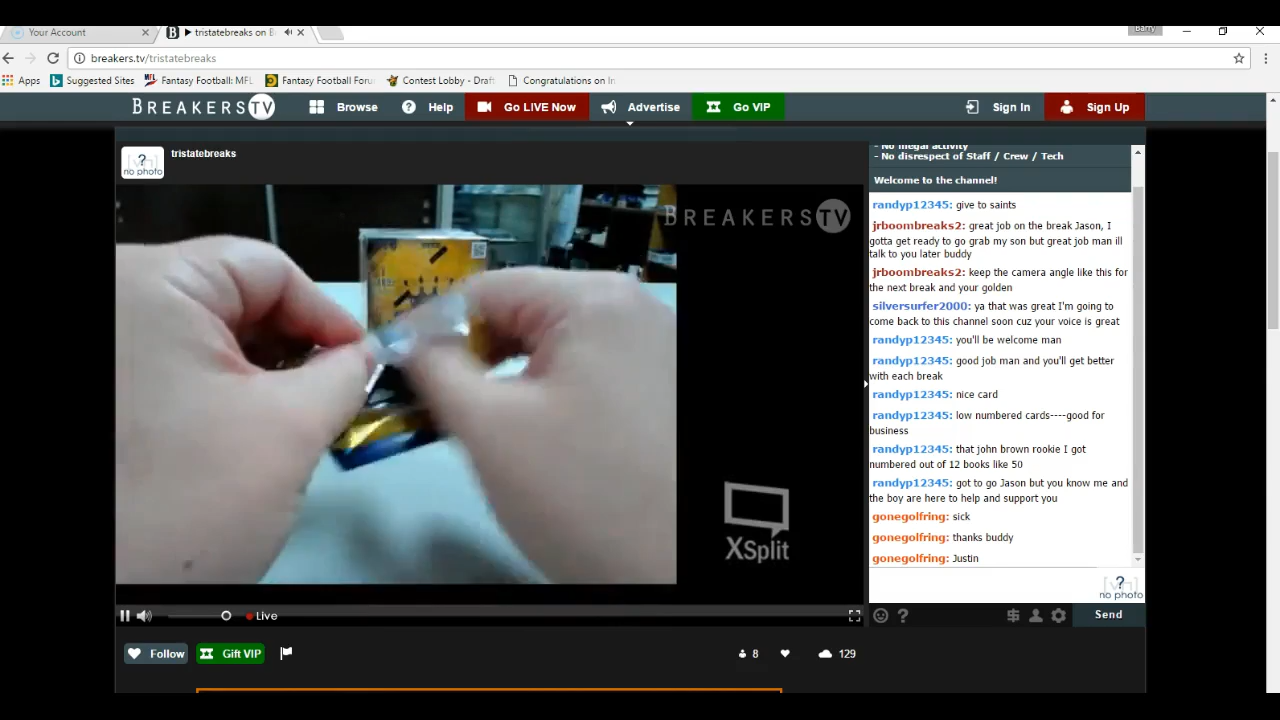 Your Account
tristatebreaks on B
Barry
breakers.tv/tristatebreaks
Apps
Suggested Sites
Fantasy Football: MFL
Fantasy Football Foru
Contest Lobby - Draft
Congratulations on In
BREAKERSTV
Browse
Help
Go LIVE Now
Advertise
Go VIP
Sign In
Sign Up
tristatebreaks
? no photo
BREAKERSTV
XSplit
- No illegal activity
- No disrespect of Staff / Crew / Tech
Welcome to the channel!
randyp12345: give to saints
jrboombreaks2: great job on the break Jason, I
gotta get ready to go grab my son but great job man ill
talk to you later buddy
jrboombreaks2: keep the camera angle like this for
the next break and your golden
silversurfer2000: ya that was great I'm going to
come back to this channel soon cuz your voice is great
randyp12345: you'll be welcome man
randyp12345: good job man and you'll get better
with each break
randyp12345: nice card
randyp12345: low numbered cards----good for
business
randyp12345: that john brown rookie I got
numbered out of 12 books like 50
randyp12345: got to go Jason but you know me and
the boy are here to help and support you
gonegolfring: sick
gonegolfring: thanks buddy
gonegolfring: Justin
? no photo
Send
Live
Follow
Gift VIP
8
129